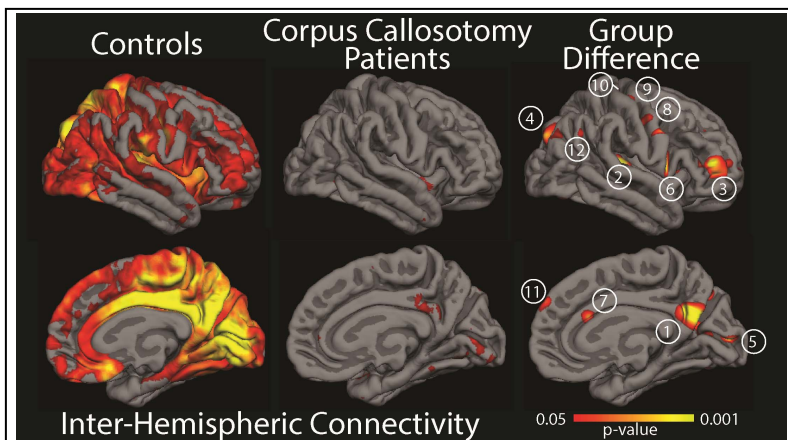 Controls
Corpus Callosotomy
Patients
Group
Difference
10
9
8
4
12
2
6
3
11
7
1
5
Inter-Hemispheric Connectivity
0.05 0.001
p-value